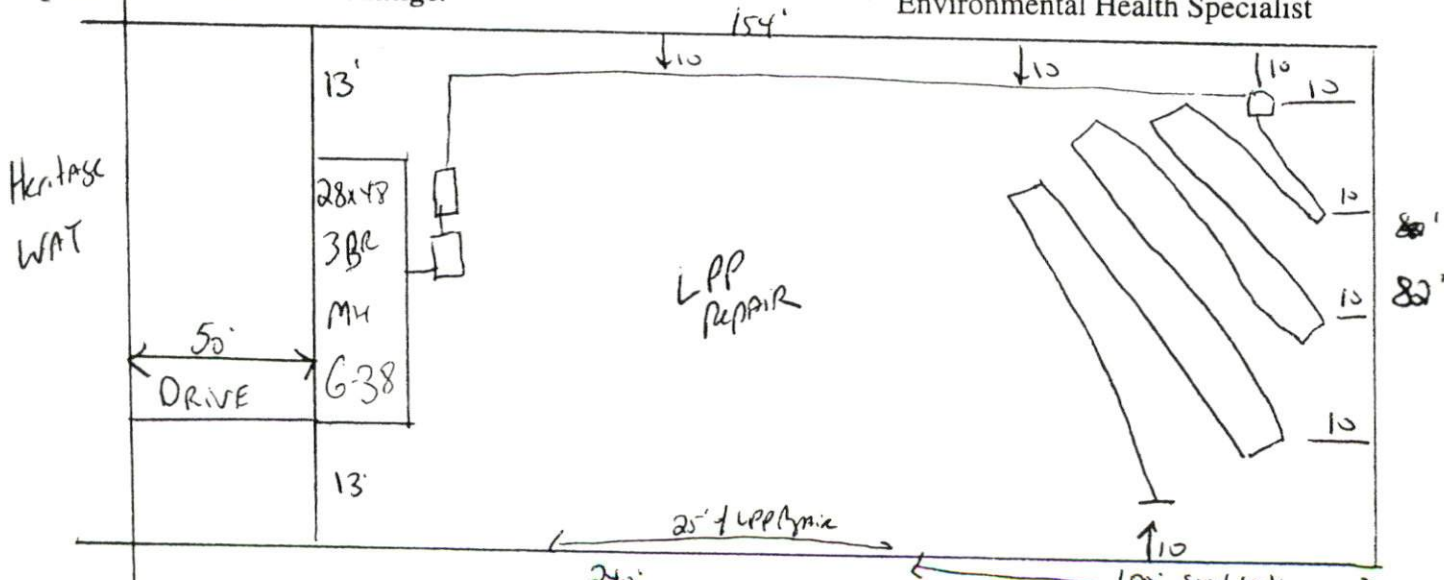 Environmental Health Specialist
154'
10
10
10
10
13'
Heritage
WAY
28x48
3BR
MH
G-38
LPP
Repair
10
10
82'
50'
DRIVE
10
13'
25' of LPP Repair
10